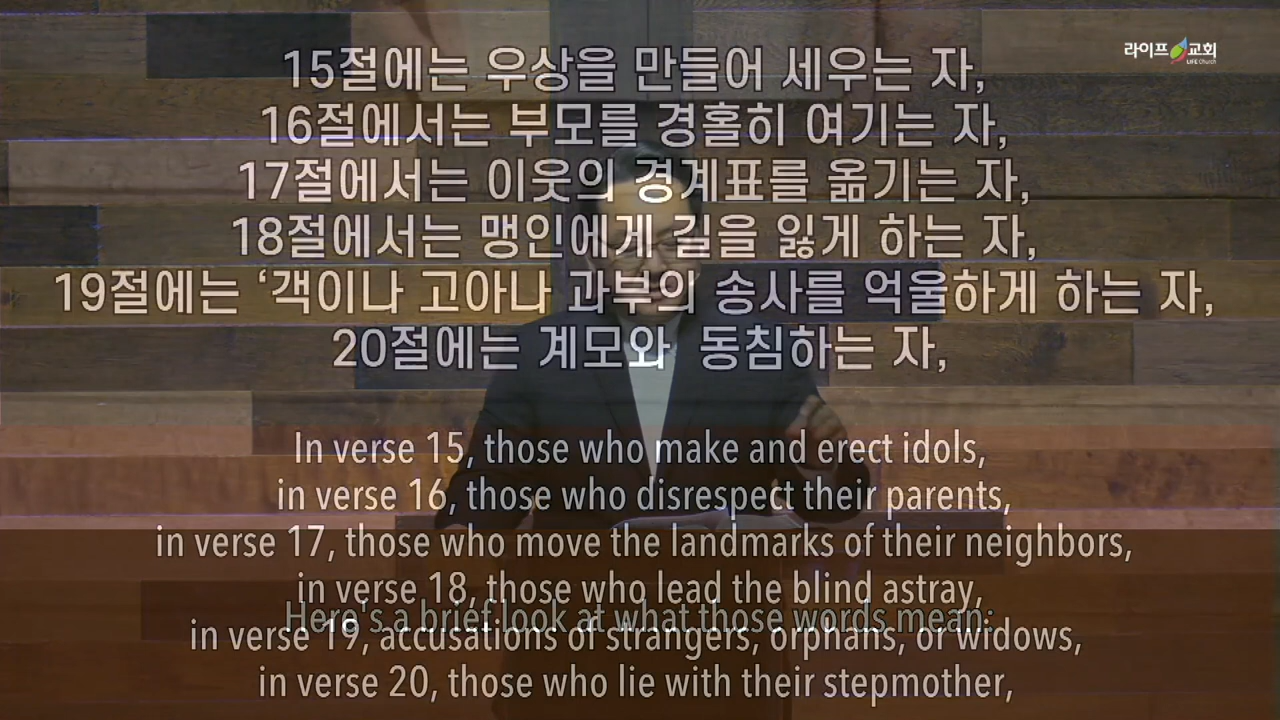 라이프 교회
LIFE Church
15절에는 우상을 만들어 세우는 자,
16절에서는 부모를 경홀히 여기는 자,
17절에서는 이웃의 경계표를 옮기는 자,
18절에서는 맹인에게 길을 잃게 하는 자,
19절에는 ‘객이나 고아나 과부의 송사를 억울하게 하는 자,
20절에는 계모와 동침하는 자,
In verse 15, those who make and erect idols,
in verse 16, those who disrespect their parents,
in verse 17, those who move the landmarks of their neighbors,
in verse 18, those who lead the blind astray,
Here's a brief look at what those words mean:
in verse 19, accusations of strangers, orphans, or widows,
in verse 20, those who lie with their stepmother,